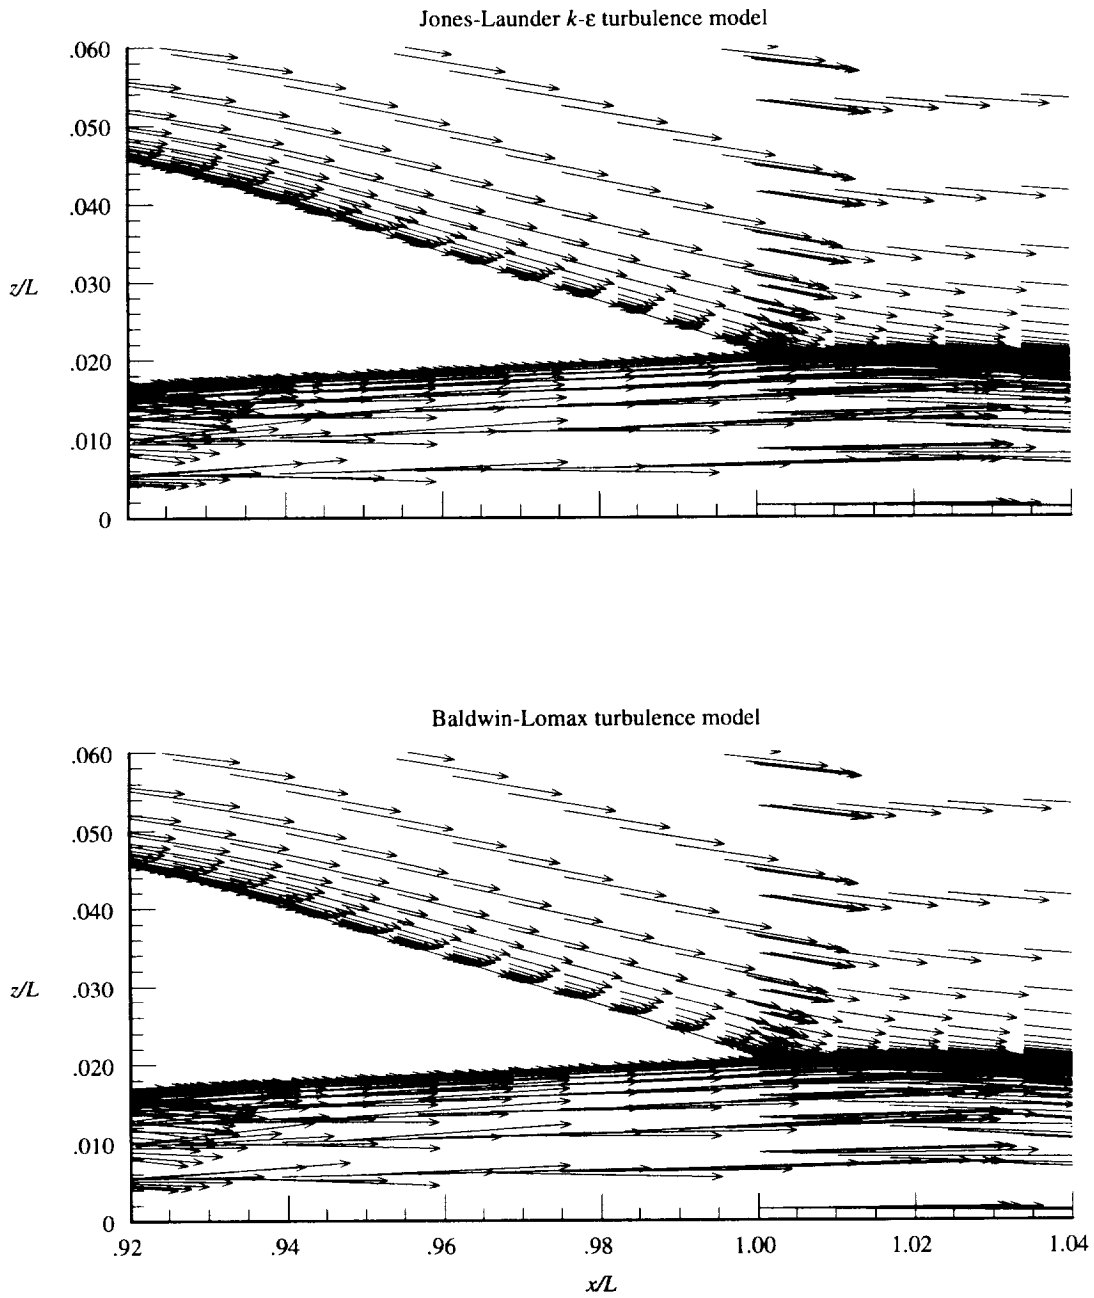 Jones-Launder k-ε turbulence model
.060
.050
.040
z/L
.030
.020
.010
0
Baldwin-Lomax turbulence model
.060
.050
.040
z/L
.030
.020
.010
0
.92 .94 .96 .98 1.00 1.02 1.04
x/L